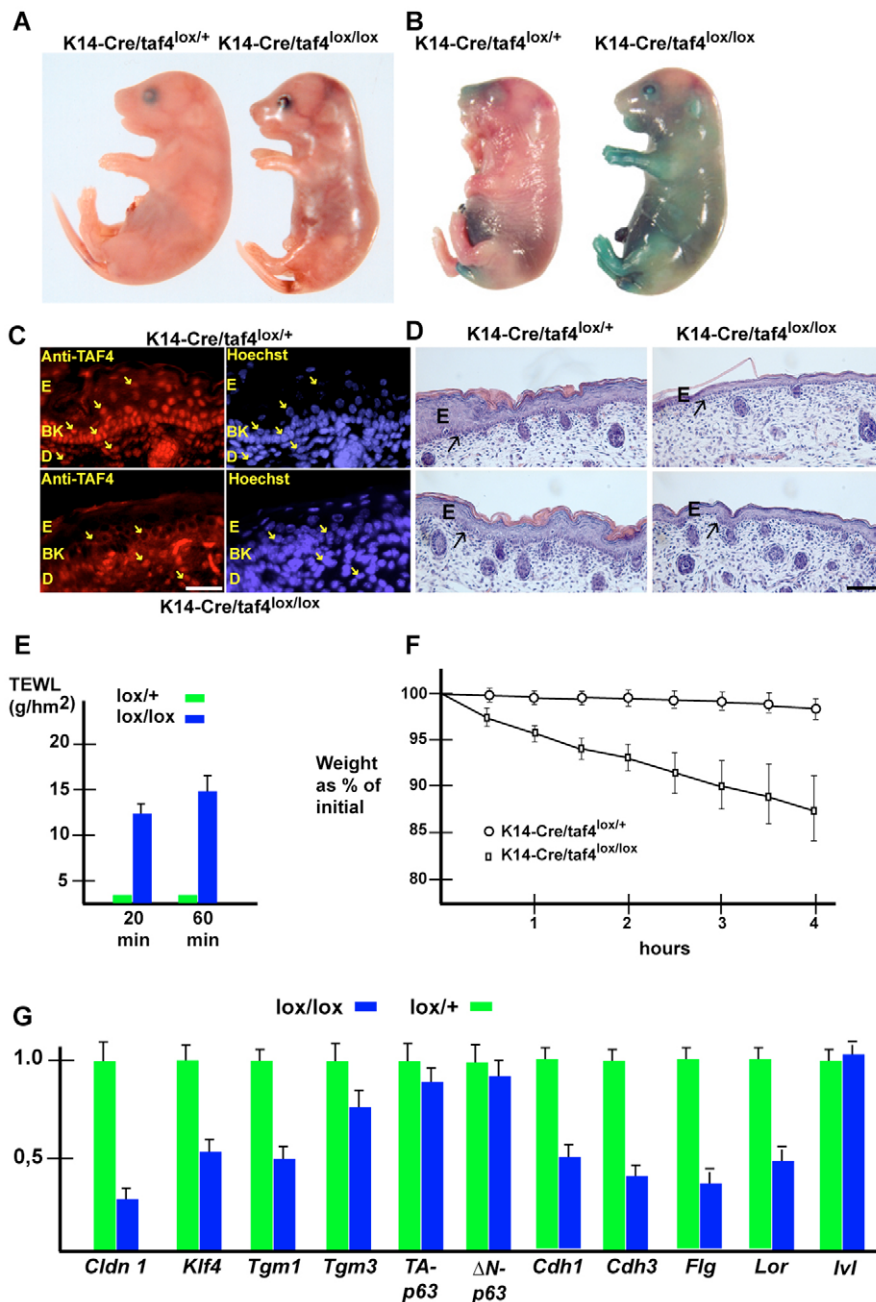 A
K14-Cre/taf4lox/+ K14-Cre/taf4lox/lox
B
K14-Cre/taf4lox/+ K14-Cre/taf4lox/lox
C
K14-Cre/taf4lox/+
Anti-TAF4 Hoechst
E E
BK BK
D D
Anti-TAF4 Hoechst
E E
BK BK
D D
K14-Cre/taf4lox/lox
D
K14-Cre/taf4lox/+ K14-Cre/taf4lox/lox
E E
E E
E
TEWL
(g/hm2)
lox/+
lox/lox
20
15
10
5
20 60
min min
F
100
95
90
85
80
Weight
as % of
initial
K14-Cre/taf4lox/+
K14-Cre/taf4lox/lox
1 2 3 4
hours
G
lox/lox lox/+
1.0
0,5
Cldn 1 Klf4 Tgm1 Tgm3 TA- ΔN- Cdh1 Cdh3 Flg Lor Ivl
p63 p63